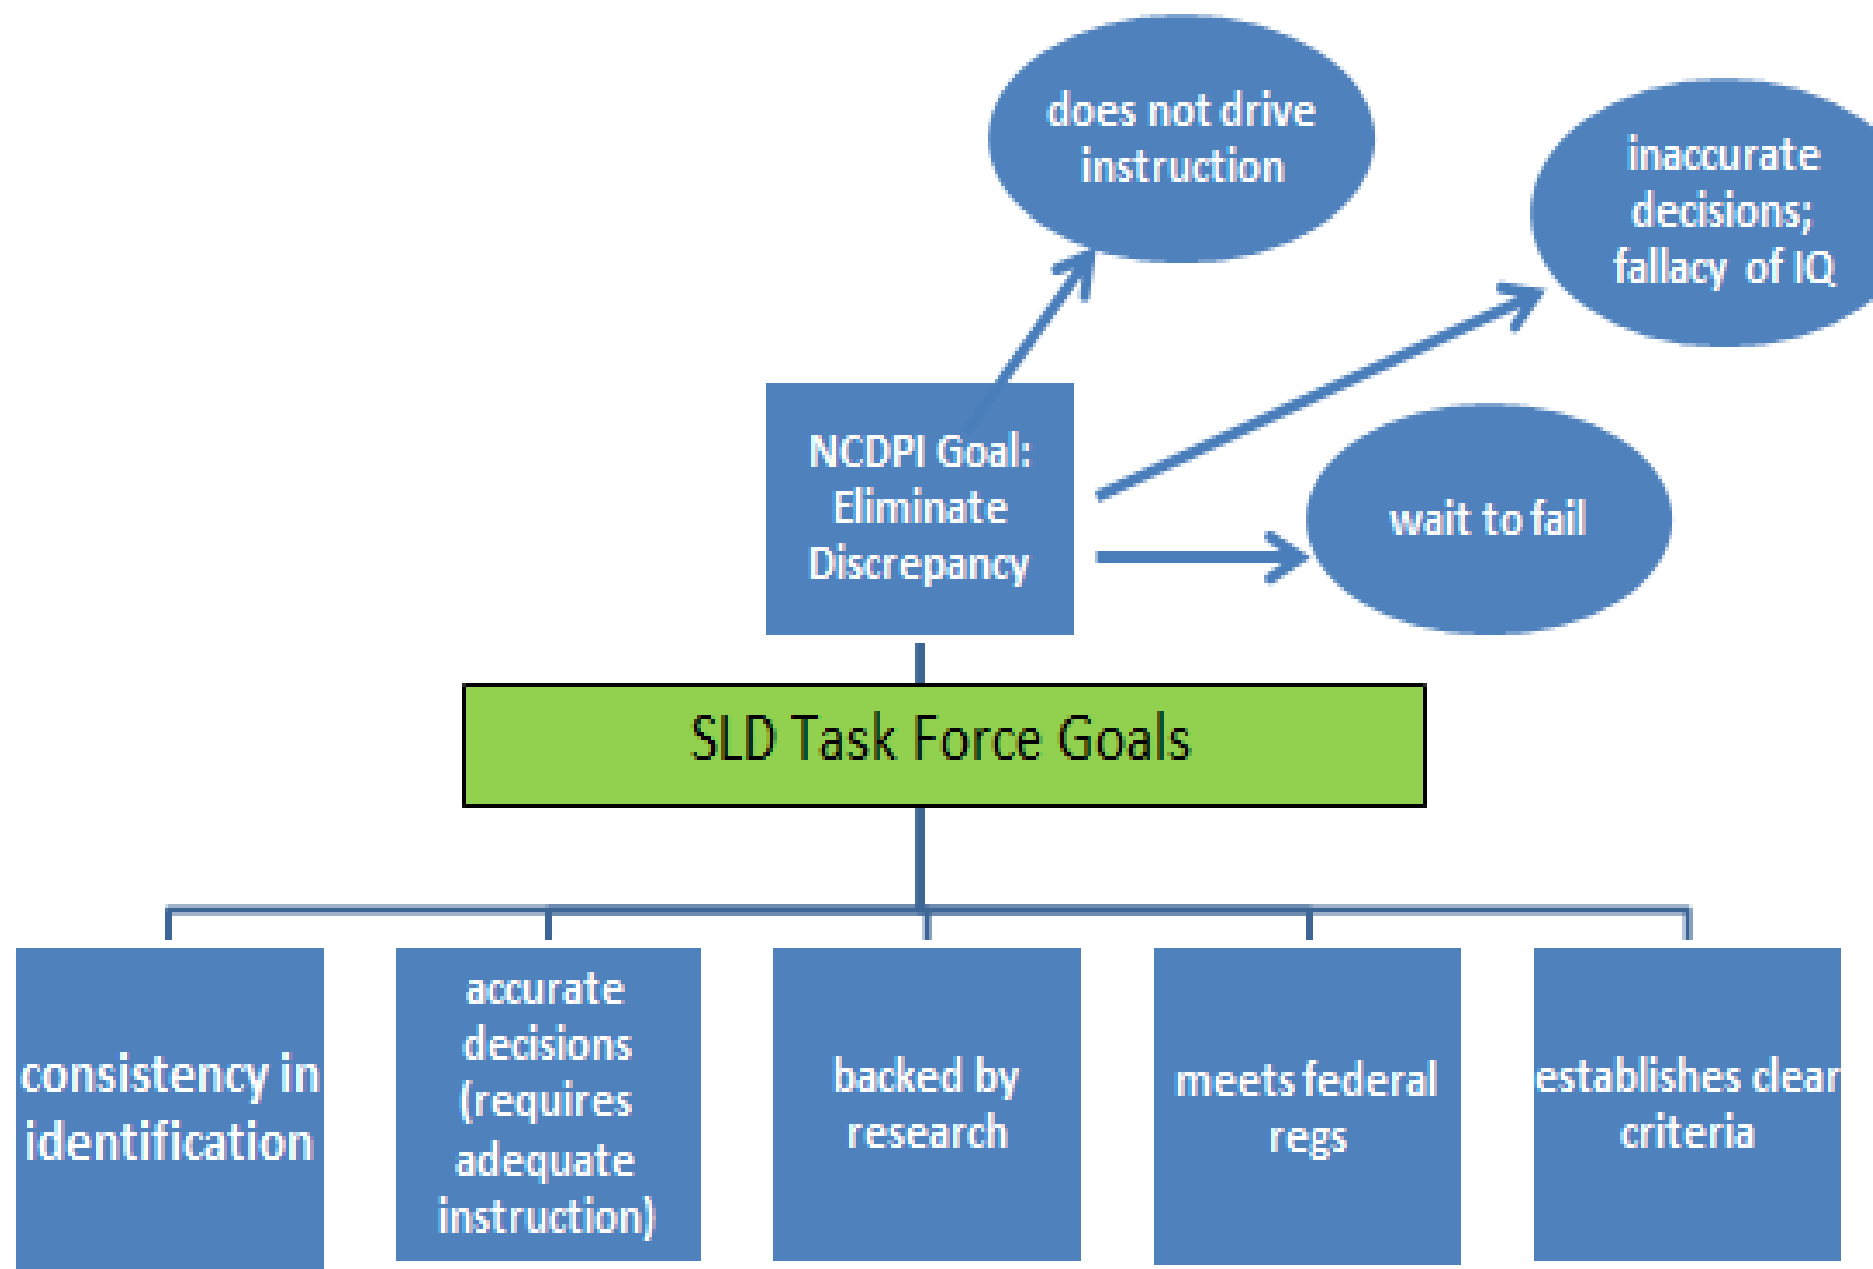 does not drive
instruction
inaccurate
decisions;
fallacy of IQ
NCDPI Goal:
Eliminate
Discrepancy
wait to fail
SLD Task Force Goals
consistency in
identification
accurate
decisions
(requires
adequate
instruction)
backed by
research
meets federal
regs
establishes clear
criteria